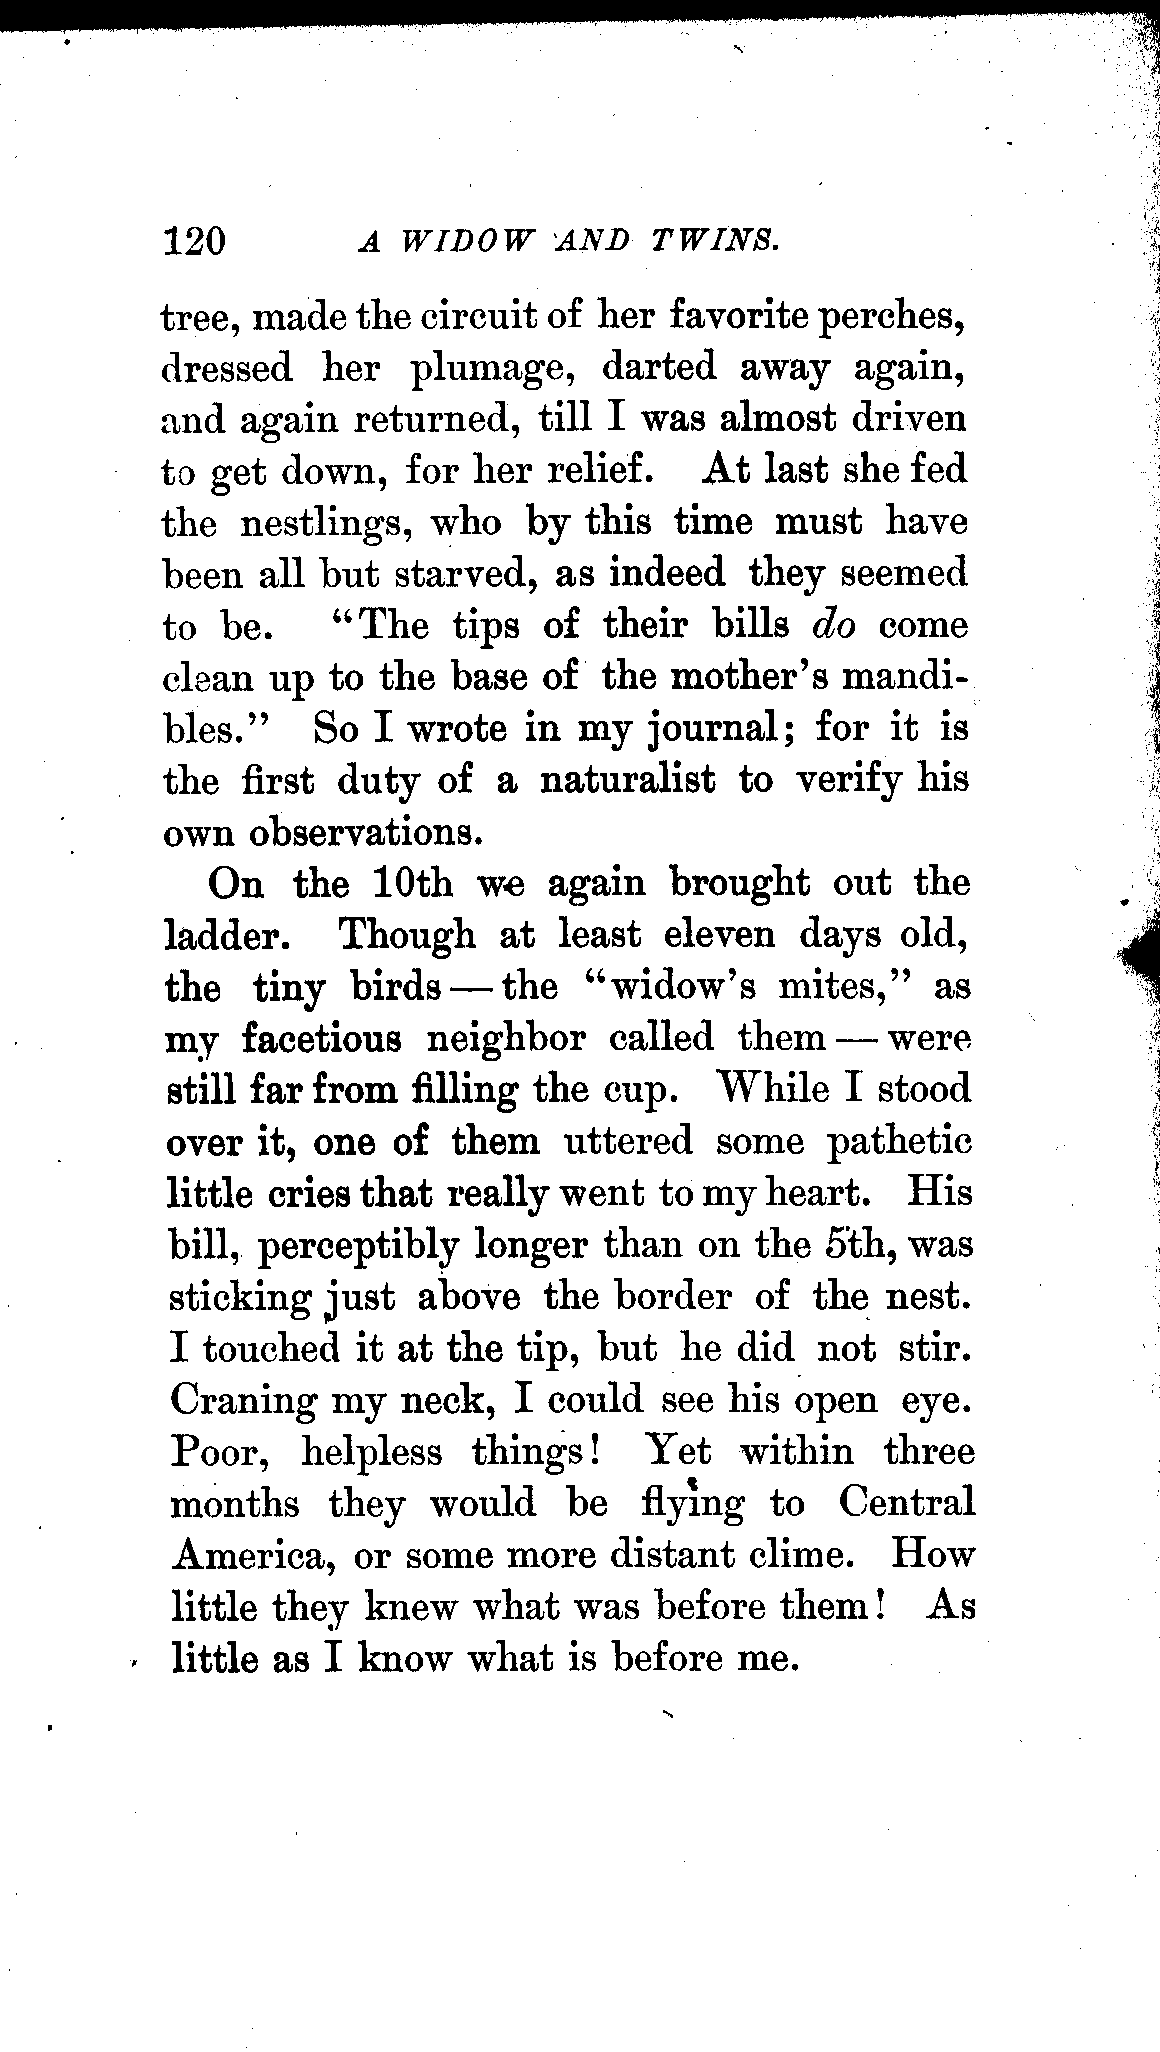 120 A WIDOW AND TWINS.
tree, made the circuit of her favorite perches,
dressed her plumage, darted away again,
and again returned, till I was almost driven
to get down, for her relief. At last she fed
the nestlings, who by this time must have
been all but starved, as indeed they seemed
to be. "The tips of their bills do come
clean up to the base of the mother's mandi-
bles." So I wrote in my journal; for it is
the first duty of a naturalist to verify his
own observations.
On the 10th we again brought out the
ladder. Though at least eleven days old,
the tiny birds — the "widow's mites," as
my facetious neighbor called them — were
still far from filling the cup. While I stood
over it, one of them uttered some pathetic
little cries that really went to my heart. His
bill, perceptibly longer than on the 5th, was
sticking just above the border of the nest.
I touched it at the tip, but he did not stir.
Craning my neck, I could see his open eye.
Poor, helpless things! Yet within three
months they would be flying to Central
America, or some more distant clime. How
little they knew what was before them! As
little as I know what is before me.